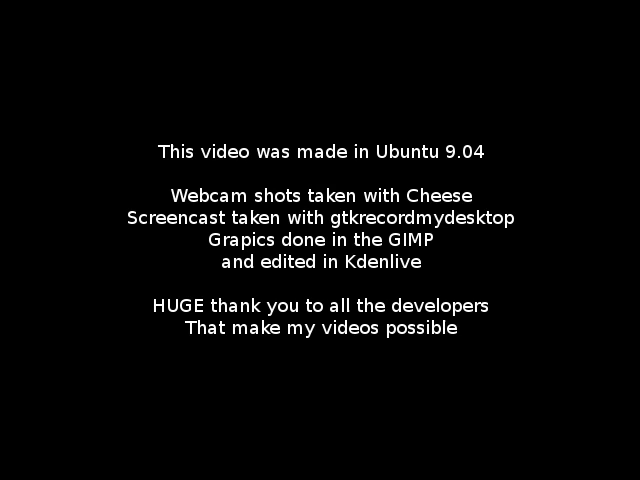 This video was made in Ubuntu 9.04
Webcam shots taken with Cheese
Screencast taken with gtkrecordmydesktop
Grapics done in the GIMP
and edited in Kdenlive
HUGE thank you to all the developers
That make my videos possible